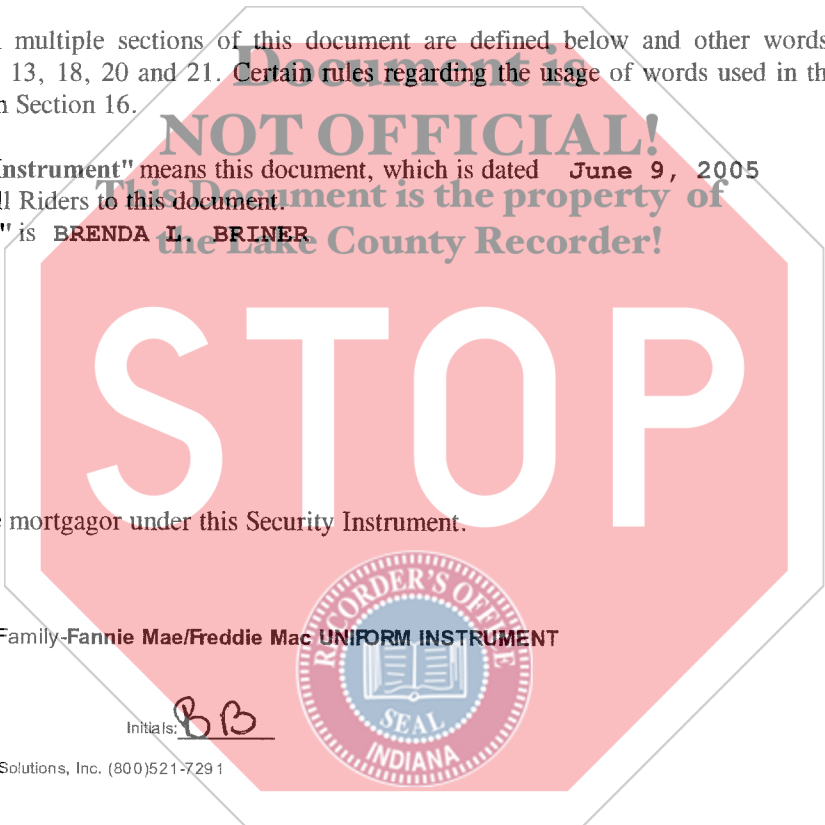 multiple sections of this document are defined below and other words
13, 18, 20 and 21. Certain rules regarding the usage of words used in th
n Section 16.
Document is
NOT OFFICIAL!
This Document is the property of
the Lake County Recorder!
Instrument" means this document, which is dated June 9, 2005
ll Riders to this document.
" is BRENDA L. BRINER
STOP
e mortgagor under this Security Instrument.
Family-Fannie Mae/Freddie Mac UNIFORM INSTRUMENT
RECORDER'S OFFICE
SEAL
INDIANA
Initials: BB
Solutions, Inc. (800)521-7291